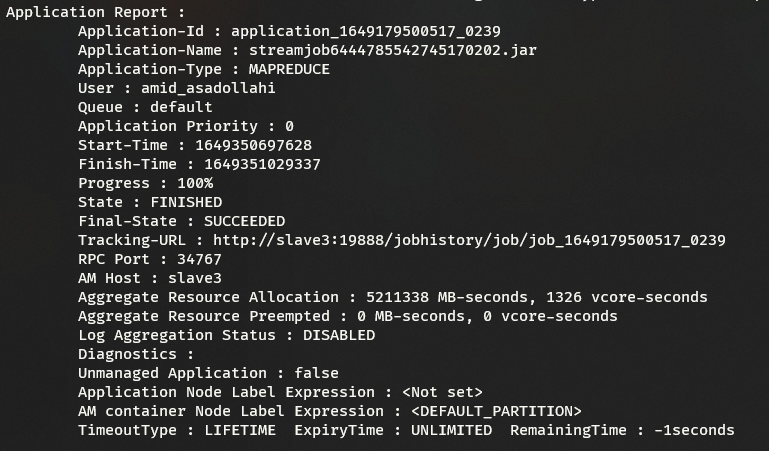 Application Report :
Application-Id : application_1649179500517_0239
Application-Name : streamjob6444785542745170202.jar
Application-Type : MAPREDUCE
User : amid_asadollahi
Queue : default
Application Priority : 0
Start-Time : 1649350697628
Finish-Time : 1649351029337
Progress : 100%
State : FINISHED
Final-State : SUCCEEDED
Tracking-URL : http://slave3:19888/jobhistory/job/job_1649179500517_0239
RPC Port : 34767
AM Host : slave3
Aggregate Resource Allocation : 5211338 MB-seconds, 1326 vcore-seconds
Aggregate Resource Preempted : 0 MB-seconds, 0 vcore-seconds
Log Aggregation Status : DISABLED
Diagnostics :
Unmanaged Application : false
Application Node Label Expression : <Not set>
AM container Node Label Expression : <DEFAULT_PARTITION>
TimeoutType : LIFETIME  ExpiryTime : UNLIMITED  RemainingTime : -1seconds